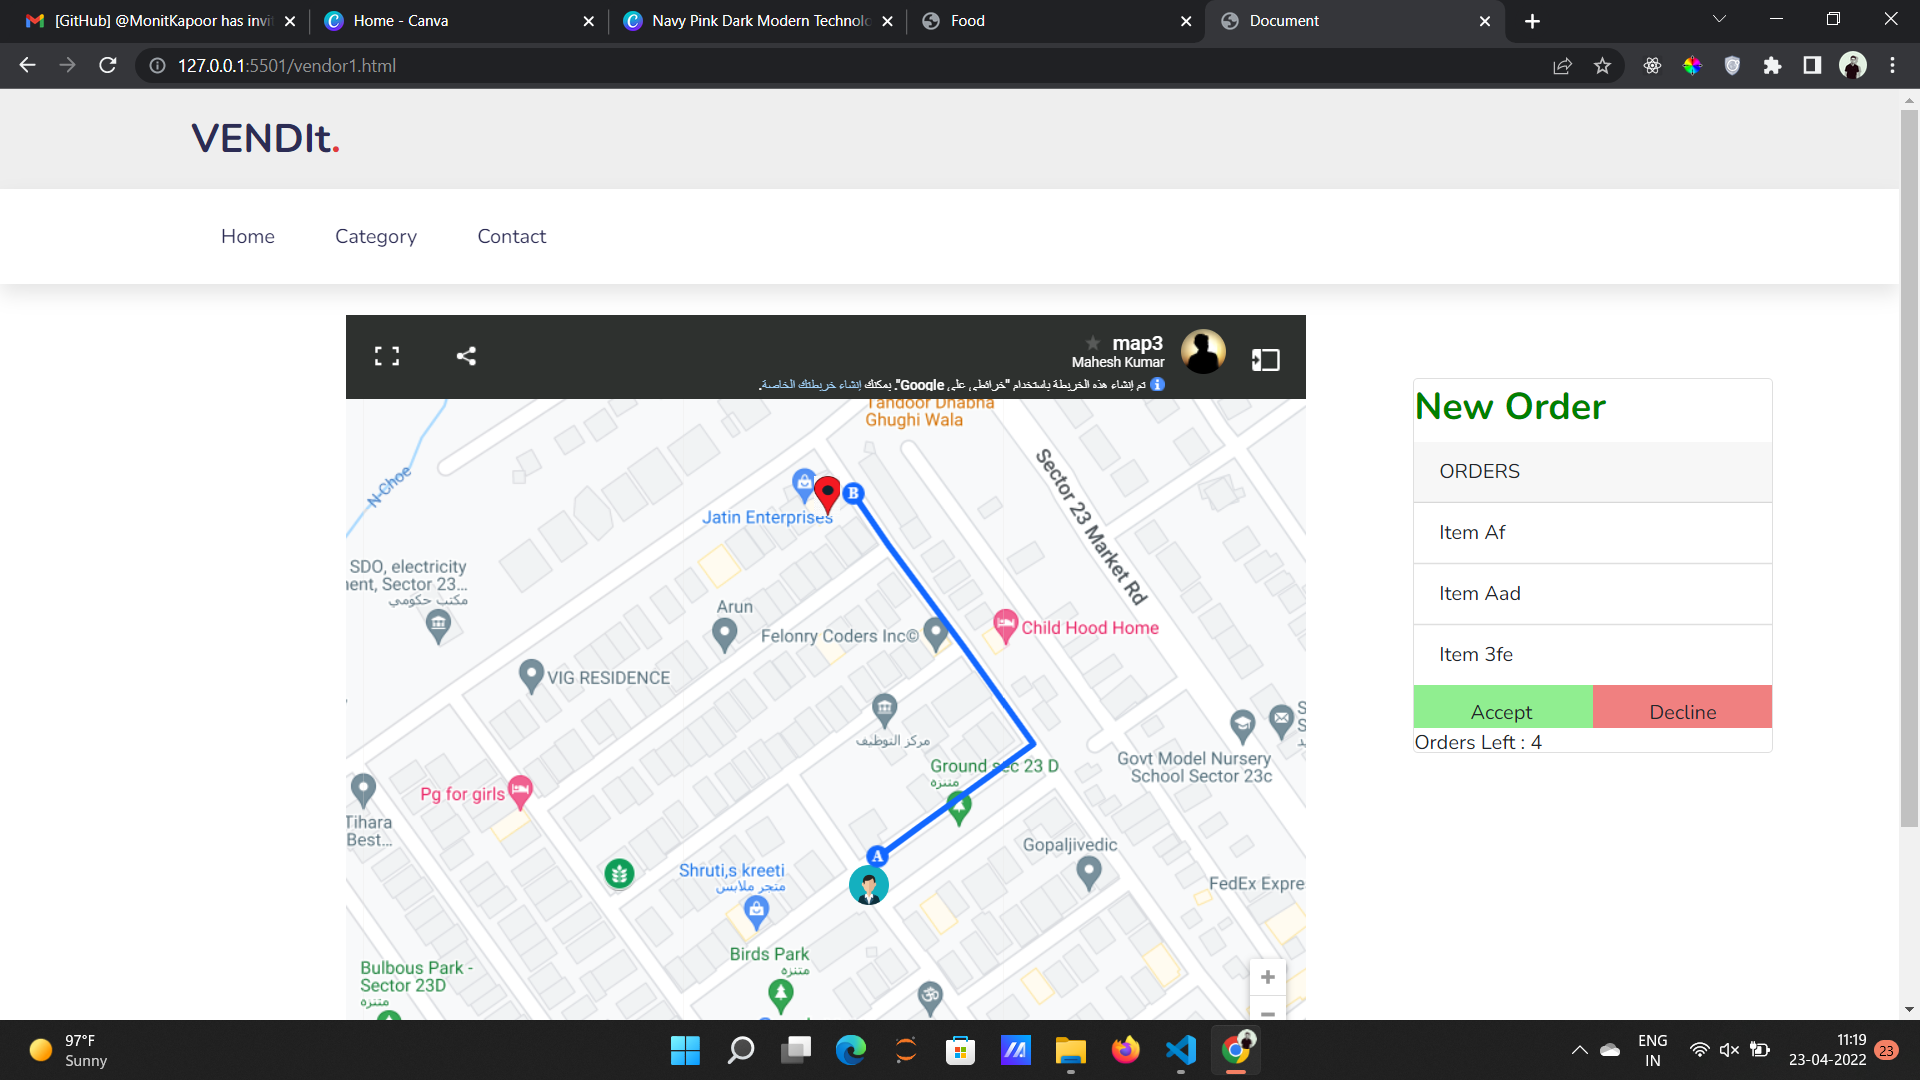 [GitHub] @MonitKapoor has invit
Home - Canva
Navy Pink Dark Modern Technolo
Food
Document
127.0.0.1:5501/vendor1.html
VENDIt.
Home
Category
Contact
map3
Mahesh Kumar
تم إنشاء هذه الخريطة باستخدام "خرائطي على Google". يمكنك إنشاء خريطتك الخاصة.
Tandoor Dhabha
Ghughi Wala
N-Choe
Sector 23 Market Rd
B
Jatin Enterprises
SDO, electricity
ent, Sector 23...
مكتب حكومي
Arun
Felonry Coders Inc©
Child Hood Home
VIG RESIDENCE
مركز التوظيف
Ground sec 23 D
متنزه
Govt Model Nursery
School Sector 23c
Pg for girls
Tihara
Best...
A
Gopaljivedic
Shruti,s kreeti
متجر ملابس
FedEx Expre
Birds Park
متنزه
Bulbous Park -
Sector 23D
متنزه
New Order
ORDERS
Item Af
Item Aad
Item 3fe
Accept
Decline
Orders Left : 4
97°F
Sunny
ENG
IN
11:19
23-04-2022
23